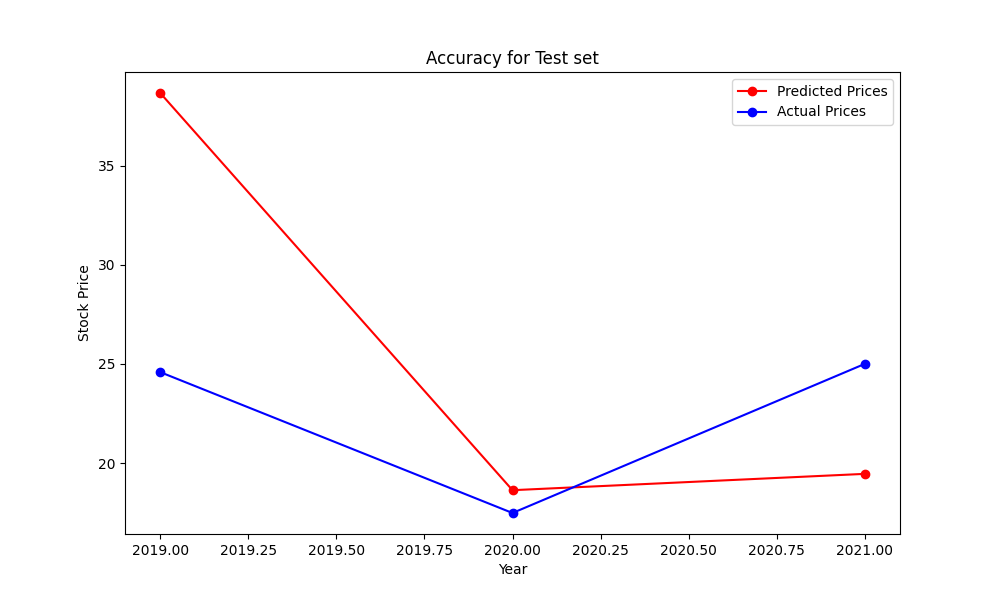 Accuracy for Test set
Predicted Prices
Actual Prices
35
30
25
20
Stock Price
2019.00 2019.25 2019.50 2019.75 2020.00 2020.25 2020.50 2020.75 2021.00
Year